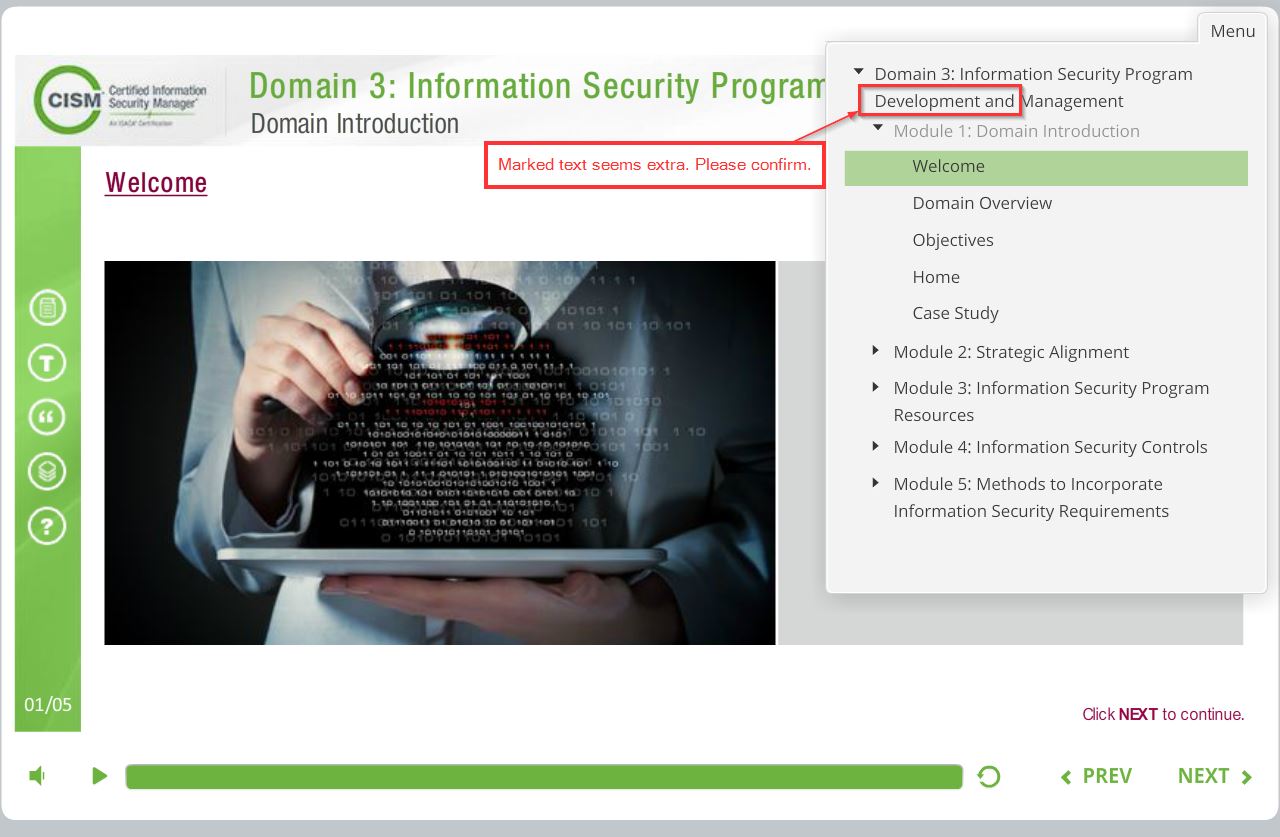 Menu
CISM
Certified Information
Security Manager®
An ISACA® Certification
Domain 3: Information Security Program
Domain Introduction
Domain 3: Information Security Program
Development and Management
Module 1: Domain Introduction
Welcome
Domain Overview
Objectives
Home
Case Study
Module 2: Strategic Alignment
Module 3: Information Security Program
Resources
Module 4: Information Security Controls
Module 5: Methods to Incorporate
Information Security Requirements
Marked text seems extra. Please confirm.
Welcome
T
“
?
01/05
Click NEXT to continue.
PREV
NEXT